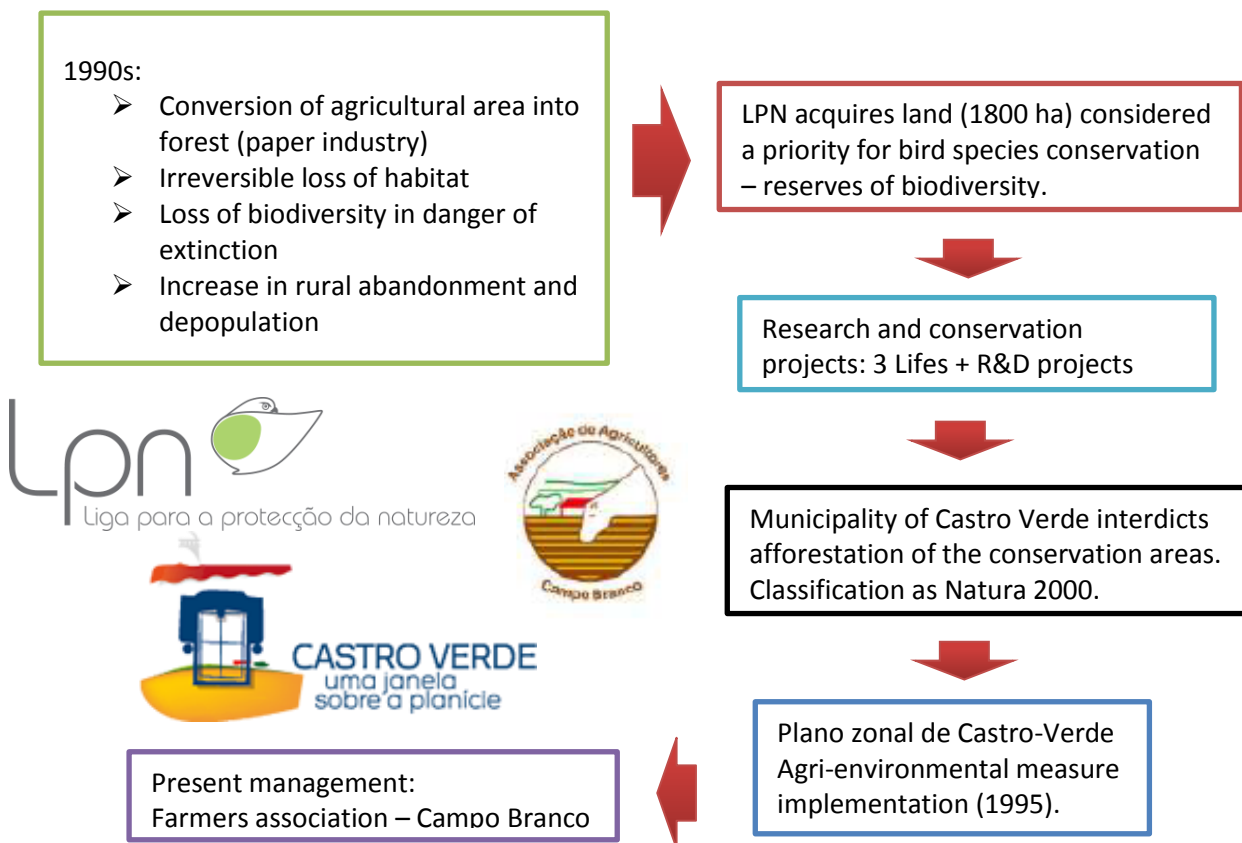 1990s:
➢ Conversion of agricultural area into
forest (paper industry)
➢ Irreversible loss of habitat
➢ Loss of biodiversity in danger of
extinction
➢ Increase in rural abandonment and
depopulation
LPN acquires land (1800 ha) considered
a priority for bird species conservation
– reserves of biodiversity.
Research and conservation
projects: 3 Lifes + R&D projects
Municipality of Castro Verde interdicts
afforestation of the conservation areas.
Classification as Natura 2000.
Plano zonal de Castro-Verde
Agri-environmental measure
implementation (1995).
Present management:
Farmers association – Campo Branco
Lpn
Liga para a protecção da natureza
Associação de Agricultores
Campo Branco
CASTRO VERDE
uma janela
sobre a planície